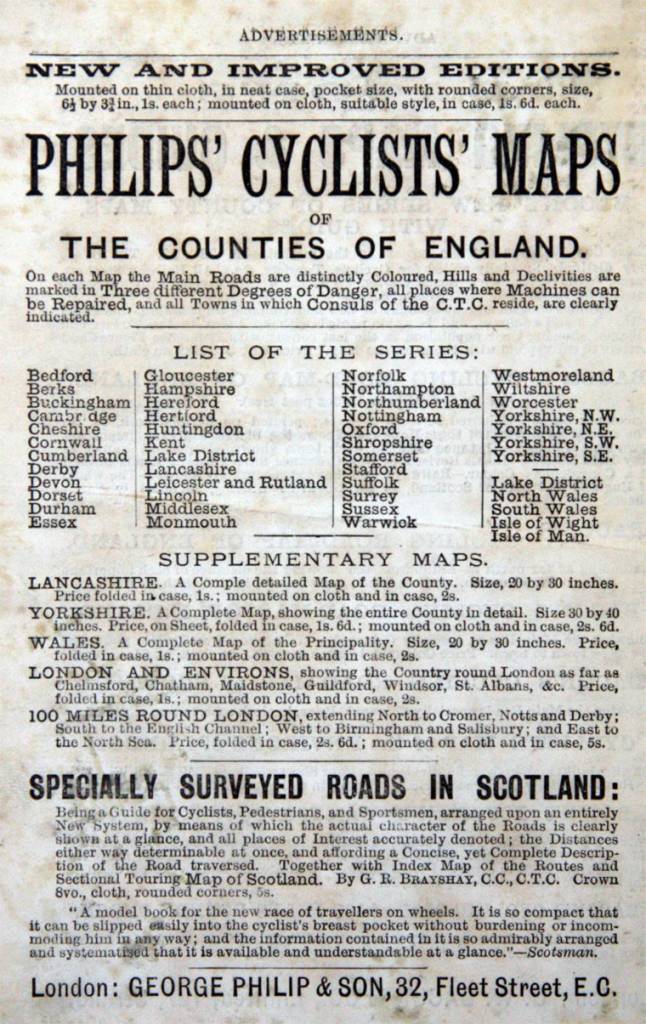 ADVERTISEMENTS.
NEW AND IMPROVED EDITIONS.
Mounted on thin cloth, in neat case, pocket size, with rounded corners, size,
6½ by 3¾ in., 1s. each; mounted on cloth, suitable style, in case, 1s. 6d. each.
PHILIPS' CYCLISTS' MAPS
OF
THE COUNTIES OF ENGLAND.
On each Map the Main Roads are distinctly Coloured, Hills and Declivities are
marked in Three different Degrees of Danger, all places where Machines can
be Repaired, and all Towns in which Consuls of the C.T.C. reside, are clearly
indicated.
LIST OF THE SERIES:
Bedford
Berks
Buckingham
Cambr dge
Cheshire
Cornwall
Cumberland
Derby
Devon
Dorset
Durham
Essex
Gloucester
Hampshire
Hereford
Hertford
Huntingdon
Kent
Lake District
Lancashire
Leicester and Rutland
Lincoln
Middlesex
Monmouth
Norfolk
Northampton
Northumberland
Nottingham
Oxford
Shropshire
Somerset
Stafford
Suffolk
Surrey
Sussex
Warwick
Westmoreland
Wiltshire
Worcester
Yorkshire, N.W.
Yorkshire, N.E.
Yorkshire, S.W.
Yorkshire, S.E.
Lake District
North Wales
South Wales
Isle of Wight
Isle of Man.
SUPPLEMENTARY MAPS.
LANCASHIRE. A Comple detailed Map of the County. Size, 20 by 30 inches.
Price folded in case, 1s.; mounted on cloth and in case, 2s.
YORKSHIRE. A Complete Map, showing the entire County in detail. Size 30 by 40
inches. Price, on Sheet, folded in case, 1s. 6d.; mounted on cloth and in case, 2s. 6d.
WALES. A Complete Map of the Principality. Size, 20 by 30 inches. Price,
folded in case, 1s.; mounted on cloth and in case, 2s.
LONDON AND ENVIRONS, showing the Country round London as far as
Chelmsford, Chatham, Maidstone, Guildford, Windsor, St. Albans, &c. Price,
folded in case, 1s.; mounted on cloth and in case, 2s.
100 MILES ROUND LONDON, extending North to Cromer, Notts and Derby;
South to the English Channel; West to Birmingham and Salisbury; and East to
the North Sea. Price, folded in case, 2s. 6d.; mounted on cloth and in case, 5s.
SPECIALLY SURVEYED ROADS IN SCOTLAND:
Being a Guide for Cyclists, Pedestrians, and Sportsmen, arranged upon an entirely
New System, by means of which the actual character of the Roads is clearly
shown at a glance, and all places of Interest accurately denoted; the Distances
either way determinable at once, and affording a Concise, yet Complete Descrip-
tion of the Road traversed. Together with Index Map of the Routes and
Sectional Touring Map of Scotland. By G. R. BRAYSHAY, C.C., C.T.C. Crown
8vo., cloth, rounded corners, 5s.
"A model book for the new race of travellers on wheels. It is so compact that
it can be slipped easily into the cyclist's breast pocket without burdening or incom-
moding him in any way; and the information contained in it is so admirably arranged
and systematised that it is available and understandable at a glance."—Scotsman.
London: GEORGE PHILIP & SON, 32, Fleet Street, E.C.